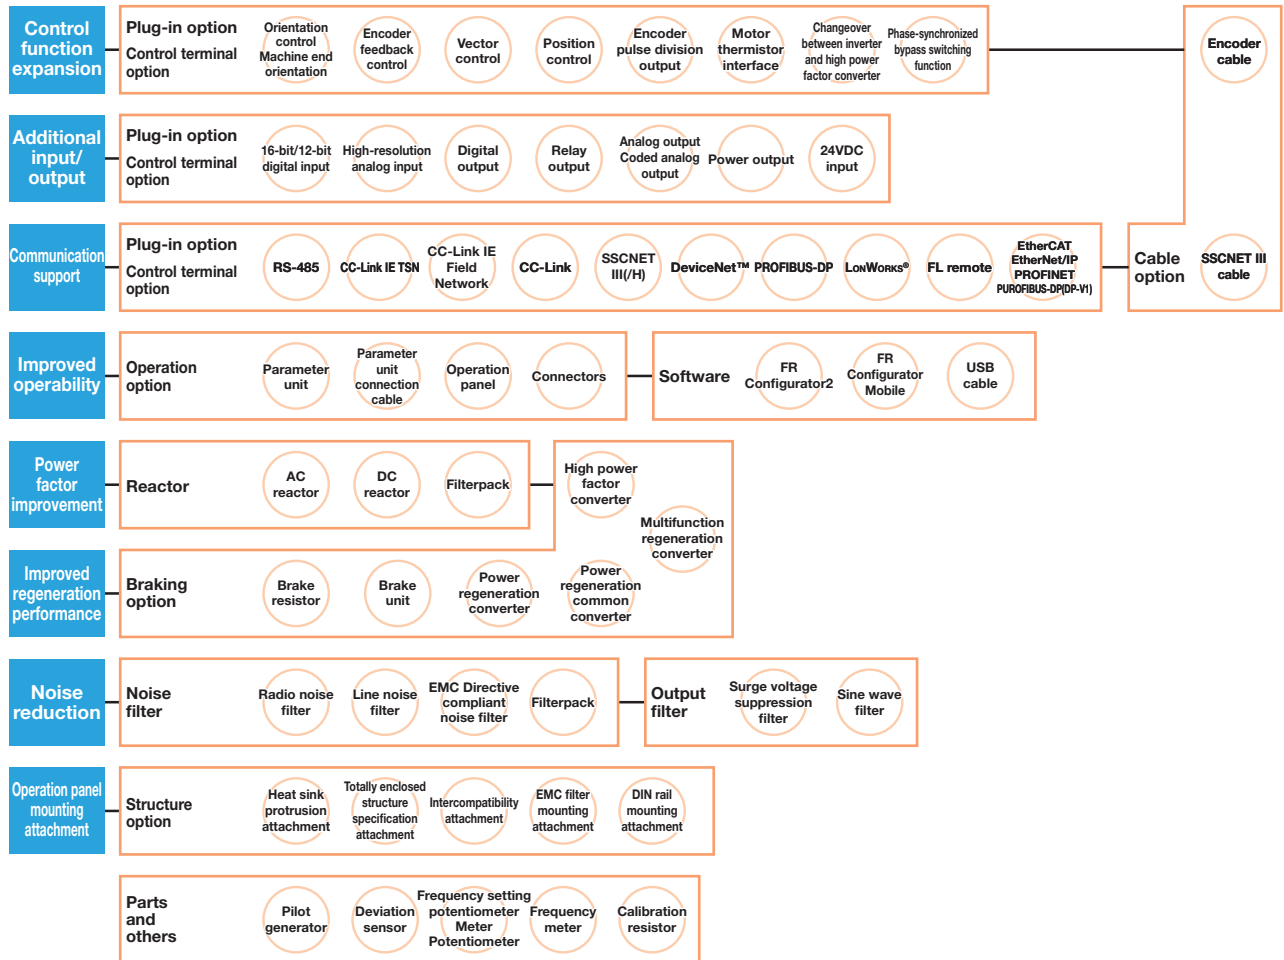 Control
function
expansion
Plug-in option
Control terminal
option
Orientation
control
Machine end
orientation
Encoder
feedback
control
Vector
control
Position
control
Encoder
pulse division
output
Motor
thermistor
interface
Changeover
between inverter
and high power
factor converter
Phase-synchronized
bypass switching
function
Encoder
cable
Additional
input/
output
Plug-in option
Control terminal
option
16-bit/12-bit
digital input
High-resolution
analog input
Digital
output
Relay
output
Analog output
Coded analog
output
Power output
24VDC
input
Communication
support
Plug-in option
Control terminal
option
RS-485
CC-Link IE TSN
CC-Link IE
Field
Network
CC-Link
SSCNET
III(/H)
DeviceNet™
PROFIBUS-DP
LONWORKS®
FL remote
EtherCAT
EtherNet/IP
PROFINET
PUROFIBUS-DP(DP-V1)
Cable
option
SSCNET III
cable
Improved
operability
Operation
option
Parameter
unit
Parameter
unit
connection
cable
Operation
panel
Connectors
Software
FR
Configurator2
FR
Configurator
Mobile
USB
cable
Power
factor
improvement
Reactor
AC
reactor
DC
reactor
Filterpack
High power
factor
converter
Multifunction
regeneration
converter
Improved
regeneration
performance
Braking
option
Brake
resistor
Brake
unit
Power
regeneration
converter
Power
regeneration
common
converter
Noise
reduction
Noise
filter
Radio noise
filter
Line noise
filter
EMC Directive
compliant
noise filter
Filterpack
Output
filter
Surge voltage
suppression
filter
Sine wave
filter
Operation panel
mounting
attachment
Structure
option
Heat sink
protrusion
attachment
Totally enclosed
structure
specification
attachment
Intercompatibility
attachment
EMC filter
mounting
attachment
DIN rail
mounting
attachment
Parts
and
others
Pilot
generator
Deviation
sensor
Frequency setting
potentiometer
Meter
Potentiometer
Frequency
meter
Calibration
resistor